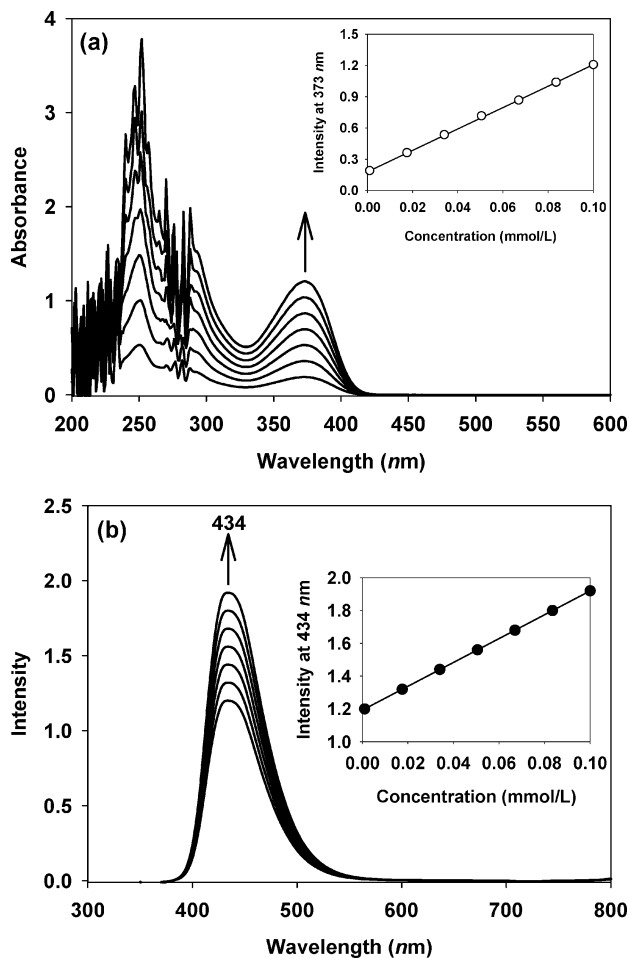 (a)
Absorbance
4
3
2
1
0
200 250 300 350 400 450 500 550 600
Wavelength (nm)
Intensity at 373 nm
1.5
1.2
0.9
0.6
0.3
0.0
0.00 0.02 0.04 0.06 0.08 0.10
Concentration (mmol/L)
(b)
434
Intensity
2.5
2.0
1.5
1.0
0.5
0.0
300 400 500 600 700 800
Wavelength (nm)
Intensity at 434 nm
2.0
1.8
1.6
1.4
1.2
1.0
0.00 0.02 0.04 0.06 0.08 0.10
Concentration (mmol/L)